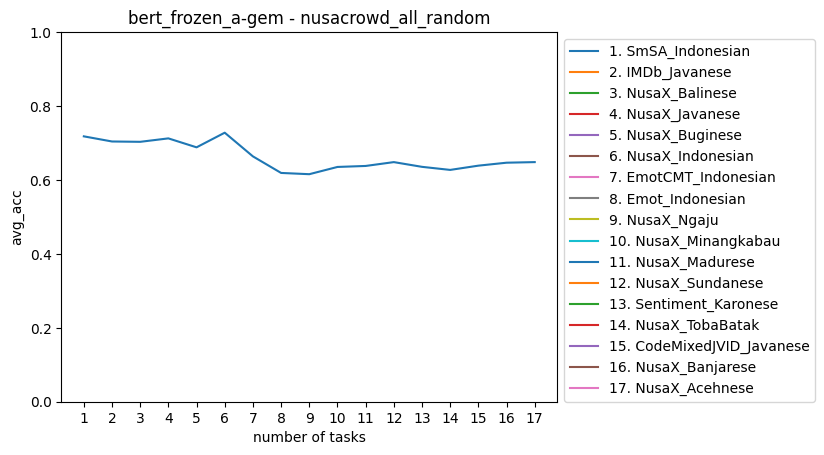 bert_frozen_a-gem - nusacrowd_all_random
1.0
0.8
0.6
0.4
0.2
0.0
avg_acc
1 2 3 4 5 6 7 8 9 10 11 12 13 14 15 16 17
number of tasks
1. SmSA_Indonesian
2. IMDb_Javanese
3. NusaX_Balinese
4. NusaX_Javanese
5. NusaX_Buginese
6. NusaX_Indonesian
7. EmotCMT_Indonesian
8. Emot_Indonesian
9. NusaX_Ngaju
10. NusaX_Minangkabau
11. NusaX_Madurese
12. NusaX_Sundanese
13. Sentiment_Karonese
14. NusaX_TobaBatak
15. CodeMixedJVID_Javanese
16. NusaX_Banjarese
17. NusaX_Acehnese